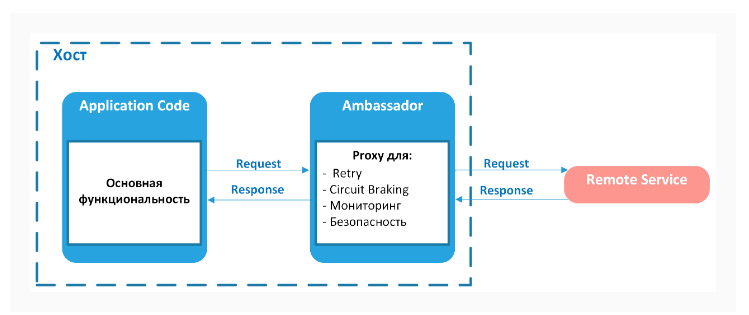 Хост
Application Code
Основная
функциональность
Request
Response
Ambassador
Proxy для:
- Retry
- Circuit Braking
- Мониторинг
- Безопасность
Request
Response
Remote Service